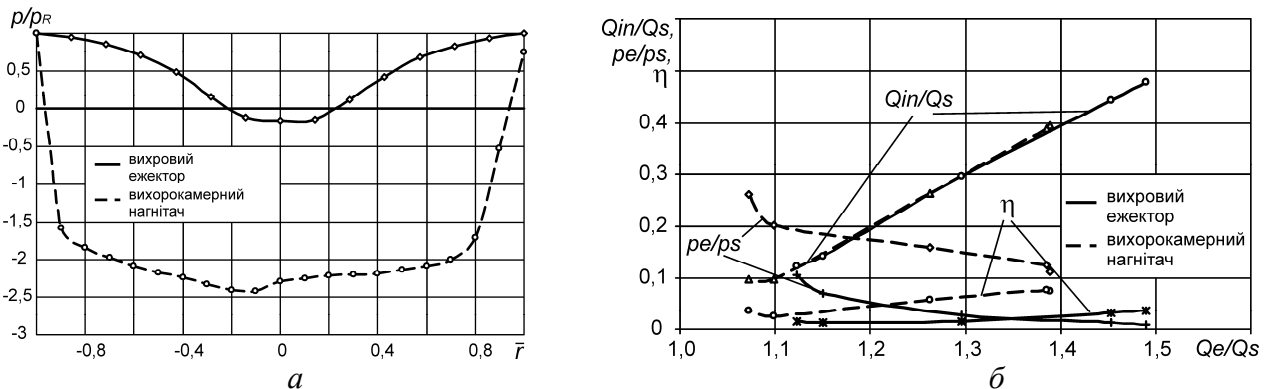 p/pR
0,5
0
-0,5
-1
-1,5
-2
-2,5
-3
вихровий
ежектор
вихорокамерний
нагнітач
-0,8
-0,4
0
0,4
0,8
r̅
а
Qin/Qs,
pe/ps,
η
0,4
0,3
0,2
0,1
0
Qin/Qs
pe/ps
η
вихровий
ежектор
вихорокамерний
нагнітач
1,0
1,1
1,2
1,3
1,4
1,5
Qe/Qs
б